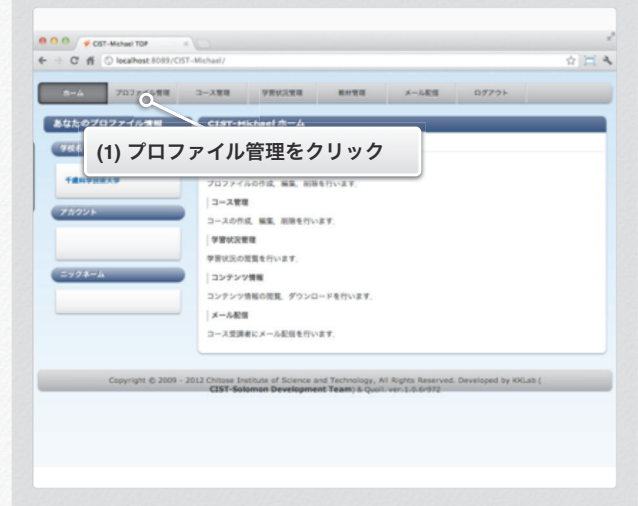 CIST-Michael TOP
localhost:8089/CIST-Michael/
ホーム プロファイル管理 コース管理 学習状況管理 教材管理 メール配信 ログアウト
あなたのプロファイル情報 CIST-Michael ホーム
(1) プロファイル管理をクリック
千歳科学技術大学
プロファイルの作成、編集、削除を行います.
コース管理
アカウント
コースの作成、編集、削除を行います.
学習状況管理
学習状況の閲覧を行います.
ニックネーム
コンテンツ情報
コンテンツ情報の閲覧、ダウンロードを行います.
メール配信
コース受講者にメール配信を行います.
Copyright © 2009 - 2012 Chitose Institute of Science and Technology, All Rights Reserved. Developed by KKLab (
CIST-Solomon Development Team) & Quoll. ver.1.0.6r972